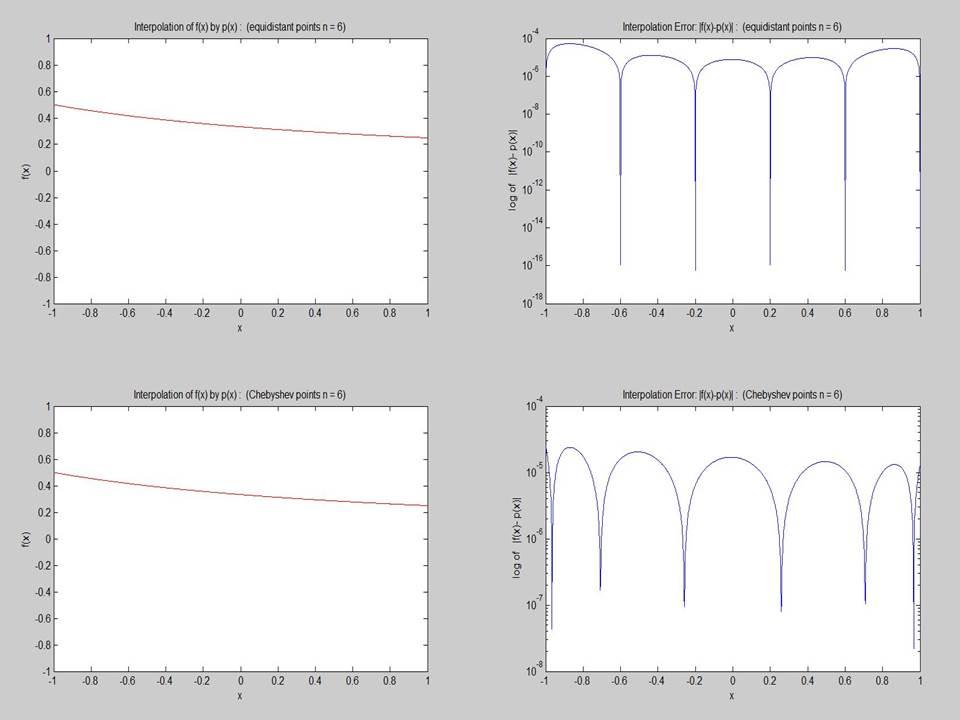 Interpolation of f(x) by p(x) : (equidistant points n = 6)
1
0.8
0.6
0.4
0.2
0
-0.2
-0.4
-0.6
-0.8
-1
f(x)
-1 -0.8 -0.6 -0.4 -0.2 0 0.2 0.4 0.6 0.8 1
x
Interpolation Error: |f(x)-p(x)| : (equidistant points n = 6)
10^-4
10^-6
10^-8
10^-10
10^-12
10^-14
10^-16
10^-18
log of |f(x)- p(x)|
-1 -0.8 -0.6 -0.4 -0.2 0 0.2 0.4 0.6 0.8 1
x
Interpolation of f(x) by p(x) : (Chebyshev points n = 6)
1
0.8
0.6
0.4
0.2
0
-0.2
-0.4
-0.6
-0.8
-1
f(x)
-1 -0.8 -0.6 -0.4 -0.2 0 0.2 0.4 0.6 0.8 1
x
Interpolation Error: |f(x)-p(x)| : (Chebyshev points n = 6)
10^-4
10^-5
10^-6
10^-7
10^-8
log of |f(x)- p(x)|
-1 -0.8 -0.6 -0.4 -0.2 0 0.2 0.4 0.6 0.8 1
x